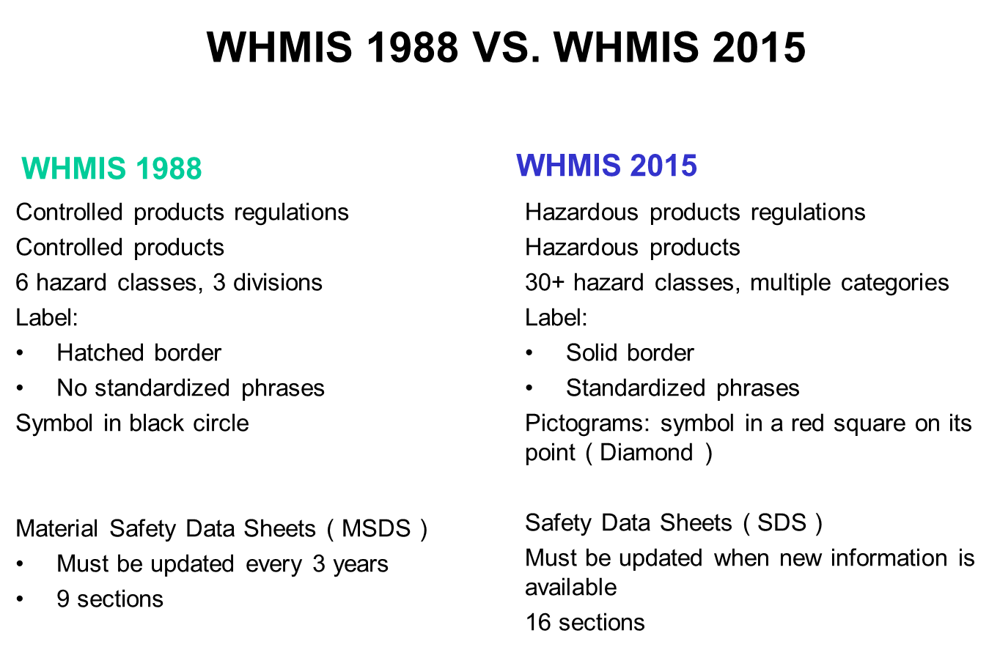 WHMIS 1988 VS. WHMIS 2015
WHMIS 1988
Controlled products regulations
Controlled products
6 hazard classes, 3 divisions
Label:
• Hatched border
• No standardized phrases
Symbol in black circle
Material Safety Data Sheets ( MSDS )
• Must be updated every 3 years
• 9 sections
WHMIS 2015
Hazardous products regulations
Hazardous products
30+ hazard classes, multiple categories
Label:
• Solid border
• Standardized phrases
Pictograms: symbol in a red square on its
point ( Diamond )
Safety Data Sheets ( SDS )
Must be updated when new information is
available
16 sections